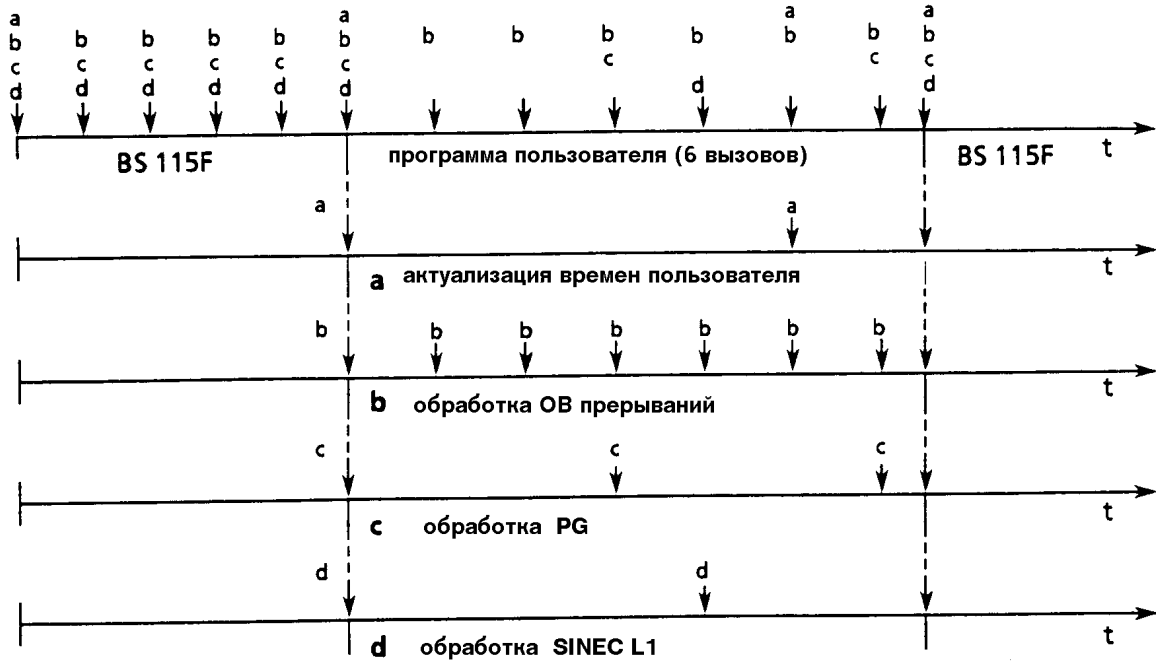 a a a a
b b b b b b b b b b b b b
c c c c c c c c c
d d d d d d d d
BS 115F программа пользователя (6 вызовов) BS 115F t
a a
a актуализация времен пользователя t
b b b b b b b
b обработка ОВ прерываний
c c c
c обработка PG t
d d
d обработка SINEC L1 t